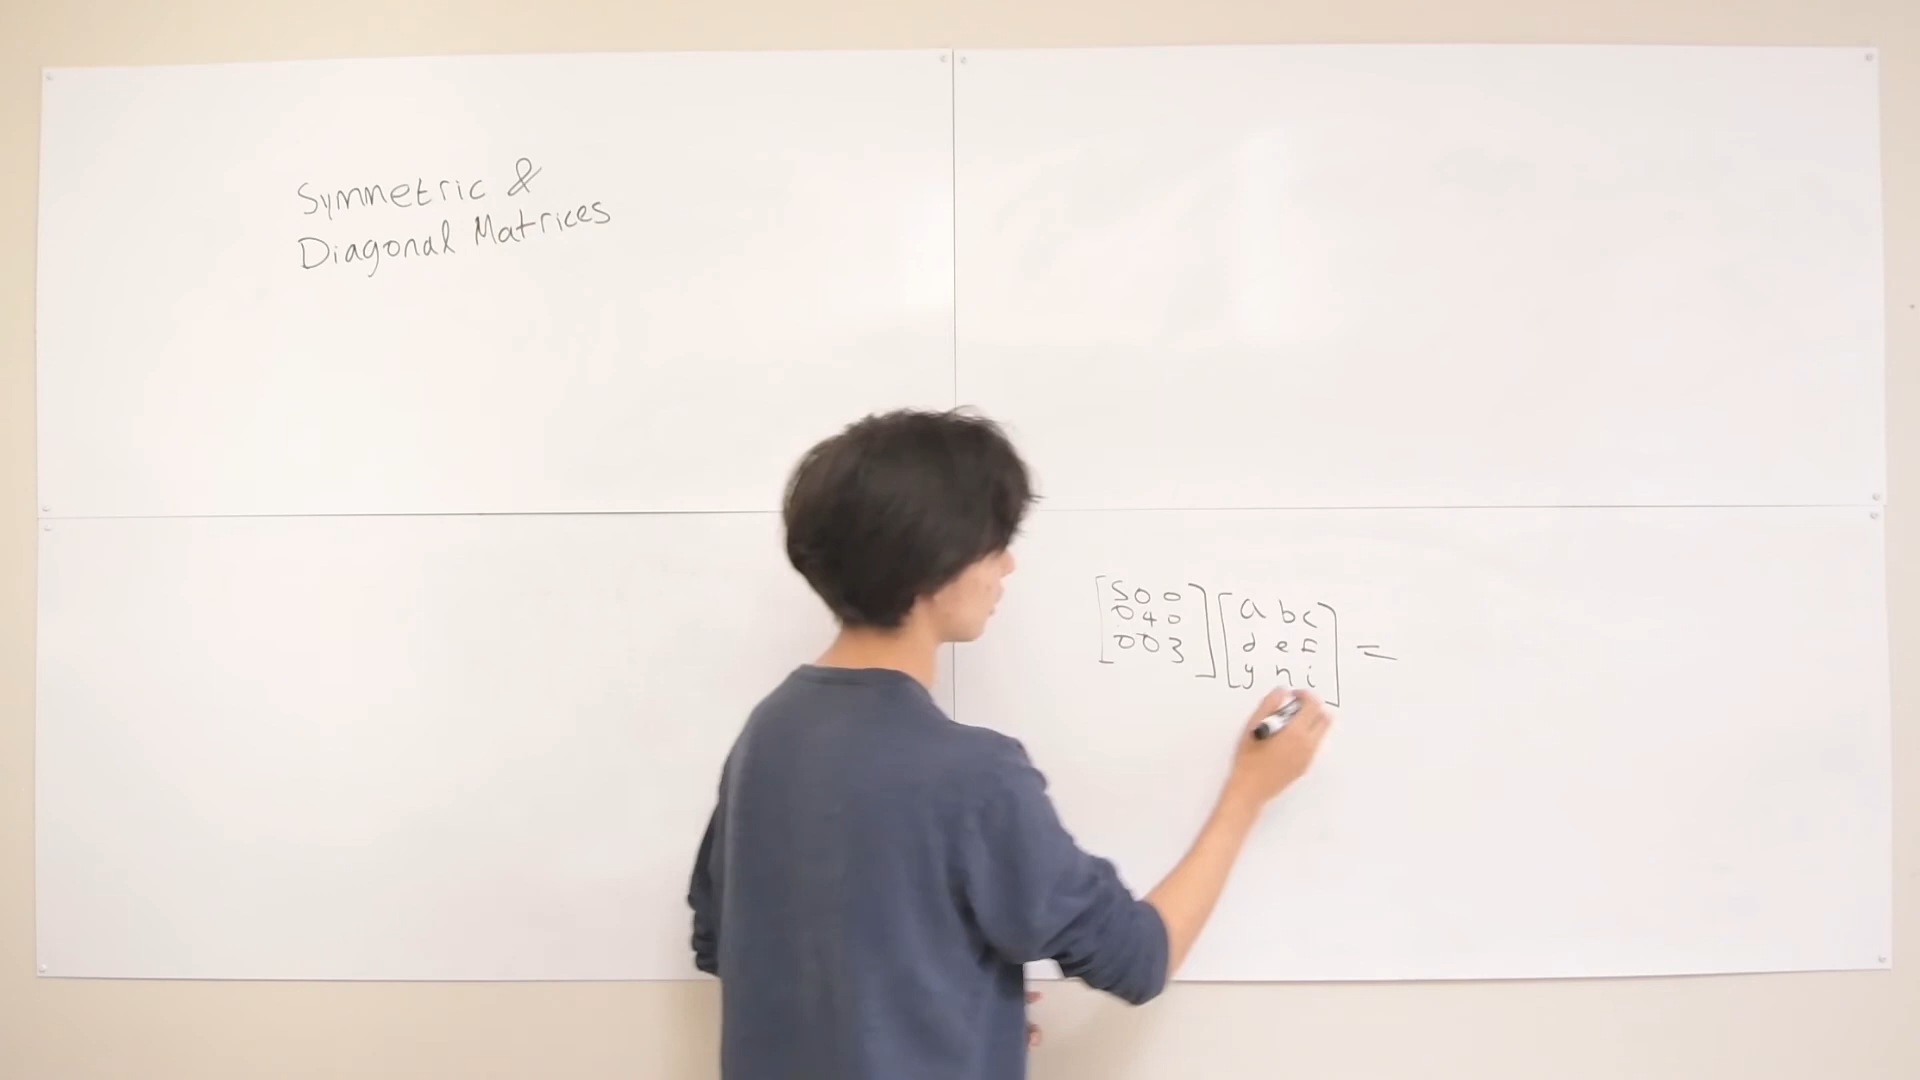 Symmetric &
Diagonal Matrices
[5 0 0] [a b c]
[0 4 0] [d e f] =
[0 0 3] [y h i]